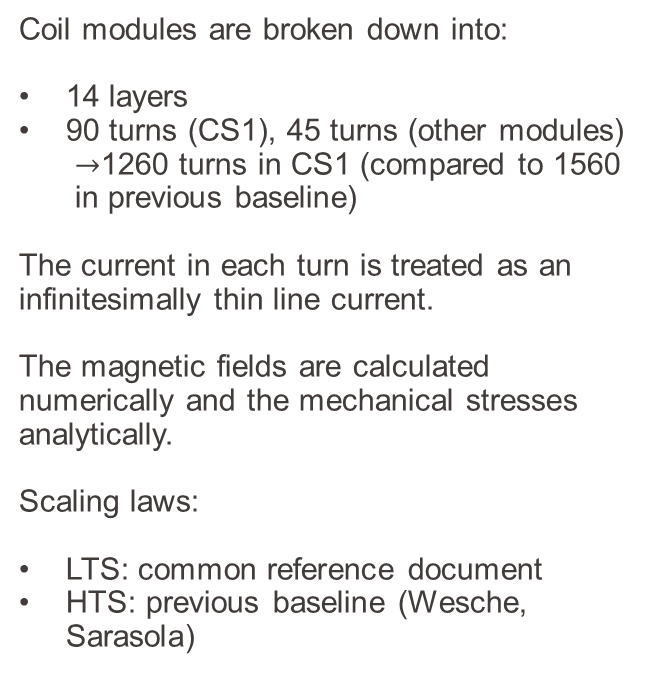 Coil modules are broken down into:
• 14 layers
• 90 turns (CS1), 45 turns (other modules)
→1260 turns in CS1 (compared to 1560
in previous baseline)
The current in each turn is treated as an
infinitesimally thin line current.
The magnetic fields are calculated
numerically and the mechanical stresses
analytically.
Scaling laws:
• LTS: common reference document
• HTS: previous baseline (Wesche,
Sarasola)